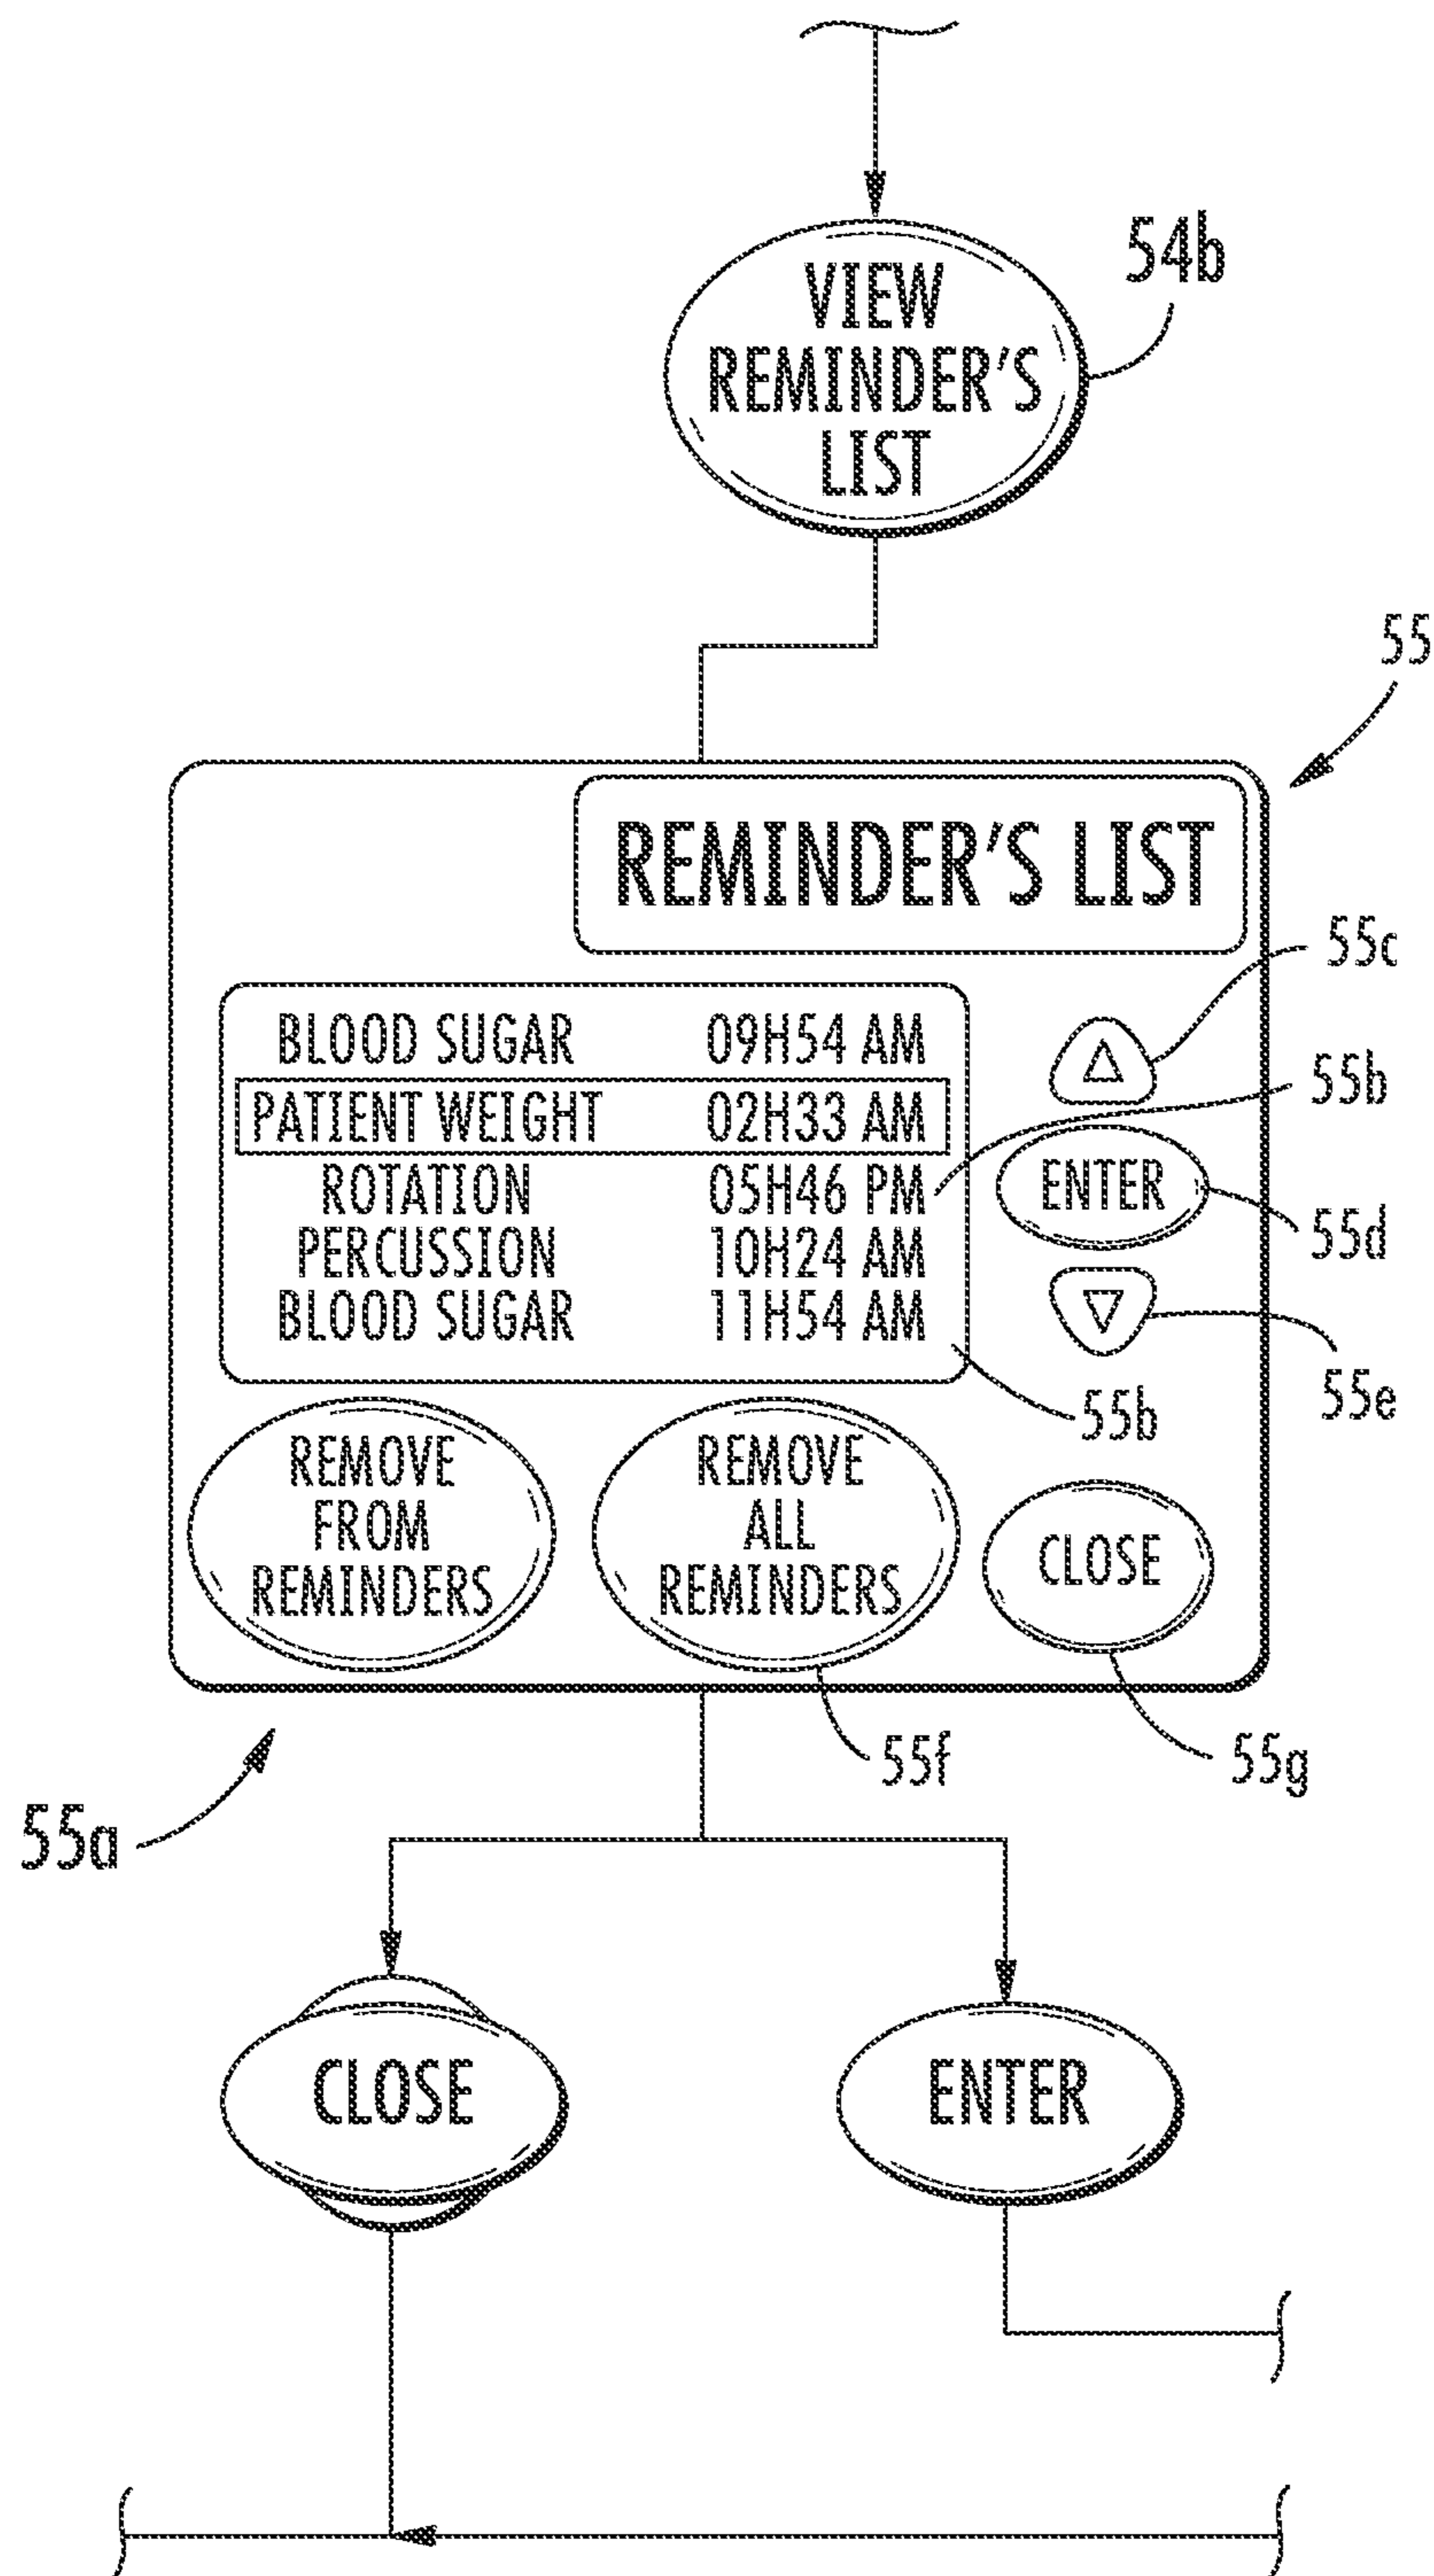 VIEW
REMINDER'S
LIST
54b
55
REMINDER'S LIST
55c
BLOOD SUGAR 09H54 AM
55b
PATIENT WEIGHT 02H33 AM
ROTATION 05H46 PM
ENTER
55d
PERCUSSION 10H24 AM
BLOOD SUGAR 11H54 AM
55e
55b
REMOVE
FROM
REMINDERS
REMOVE
ALL
REMINDERS
CLOSE
55f
55g
55a
CLOSE
ENTER